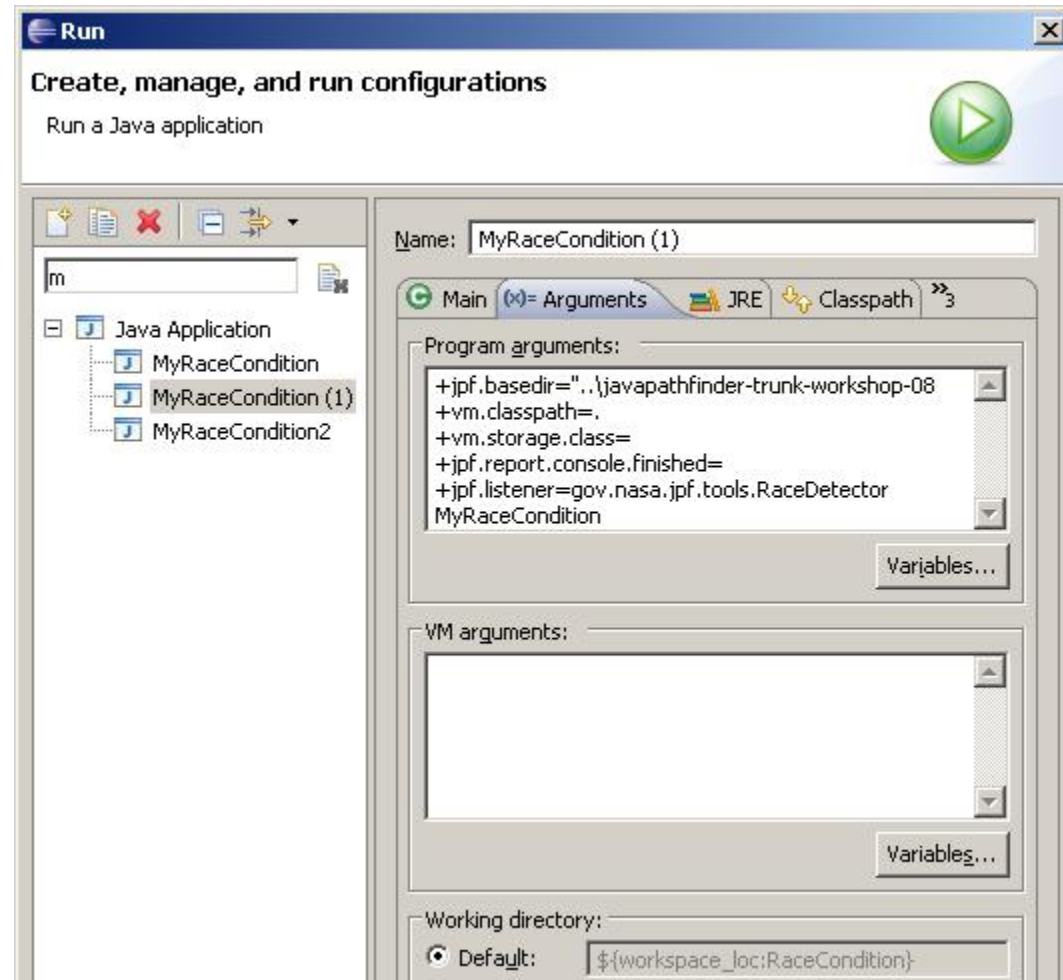 Run
Create, manage, and run configurations
Run a Java application
m
Java Application
MyRaceCondition
MyRaceCondition (1)
MyRaceCondition2
Name: MyRaceCondition (1)
Main (x)= Arguments JRE Classpath »3
Program arguments:
+jpf.basedir="..\javapathfinder-trunk-workshop-08
+vm.classpath=.
+vm.storage.class=
+jpf.report.console.finished=
+jpf.listener=gov.nasa.jpf.tools.RaceDetector
MyRaceCondition
Variables...
VM arguments:
Variables...
Working directory:
Default: ${workspace_loc:RaceCondition}